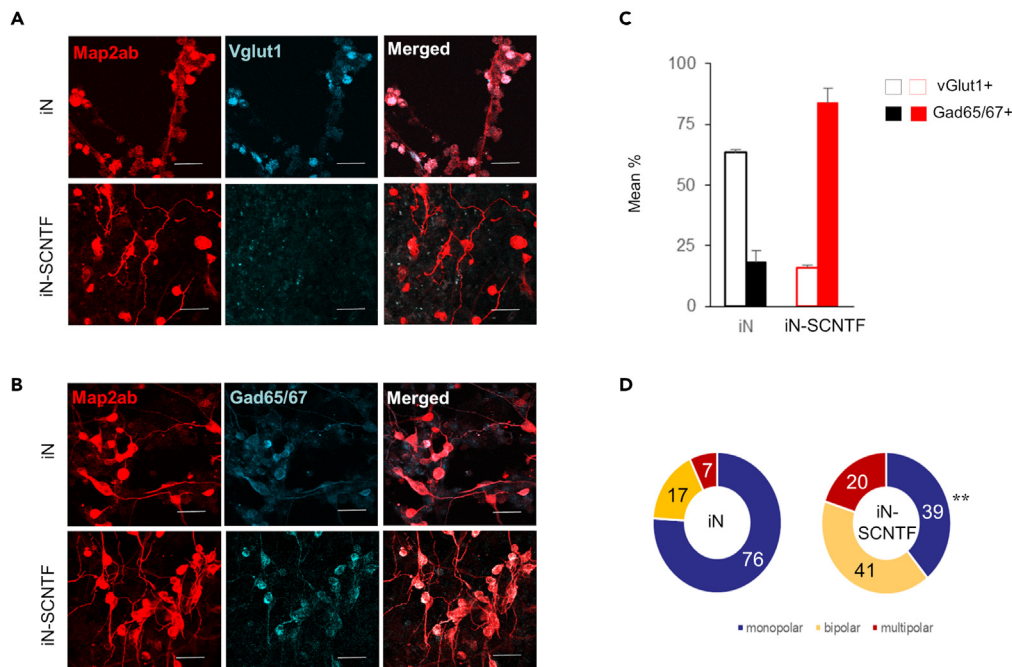 A
Map2ab Vglut1 Merged
iN
iN-SCNTF
B
Map2ab Gad65/67 Merged
iN
iN-SCNTF
C
100
75
50
25
0
Mean %
iN iN-SCNTF
vGlut1+
Gad65/67+
D
7
17
iN
76
20
39
**
iN-
SCNTF
41
monopolar bipolar multipolar